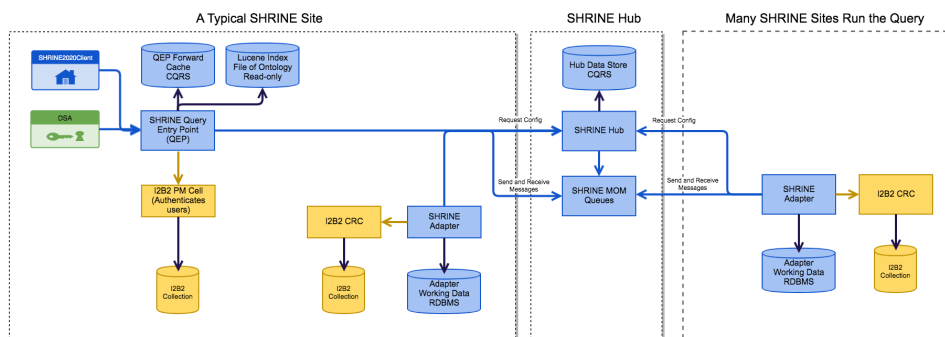 A Typical SHRINE Site
SHRINE Hub
Many SHRINE Sites Run the Query
SHRINE2020Client
DSA
QEP Forward
Cache
CQRS
Lucene Index
File of Ontology
Read-only
Hub Data Store
CQRS
SHRINE Query
Entry Point
(QEP)
Request Config
SHRINE Hub
Request Config
I2B2 PM Cell
(Authenticates
users)
Send and Receive
Messages
SHRINE MOM
Queues
Send and Receive
Messages
I2B2 CRC
SHRINE
Adapter
SHRINE
Adapter
I2B2 CRC
I2B2
Collection
I2B2
Collection
Adapter
Working Data
RDBMS
Adapter
Working Data
RDBMS
I2B2
Collection